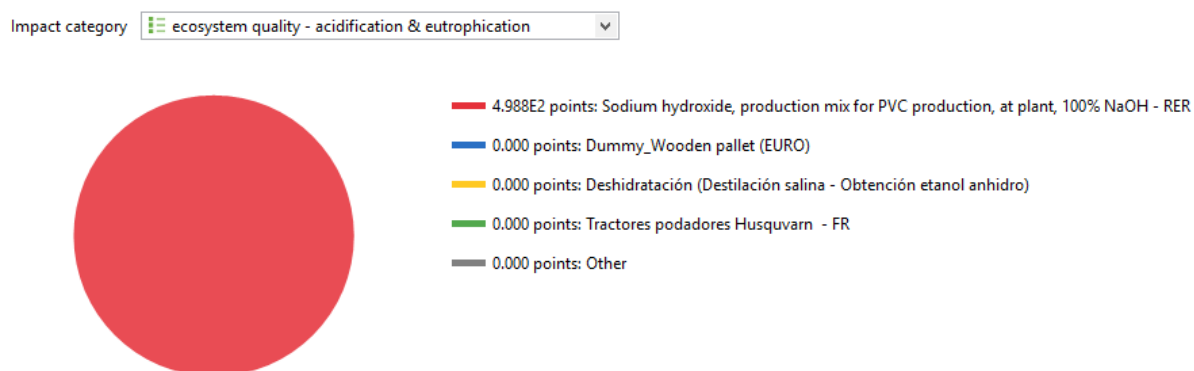 Impact category ecosystem quality - acidification & eutrophication
4.988E2 points: Sodium hydroxide, production mix for PVC production, at plant, 100% NaOH - RER
0.000 points: Dummy_Wooden pallet (EURO)
0.000 points: Deshidratación (Destilación salina - Obtención etanol anhidro)
0.000 points: Tractores podadores Husquvarn - FR
0.000 points: Other